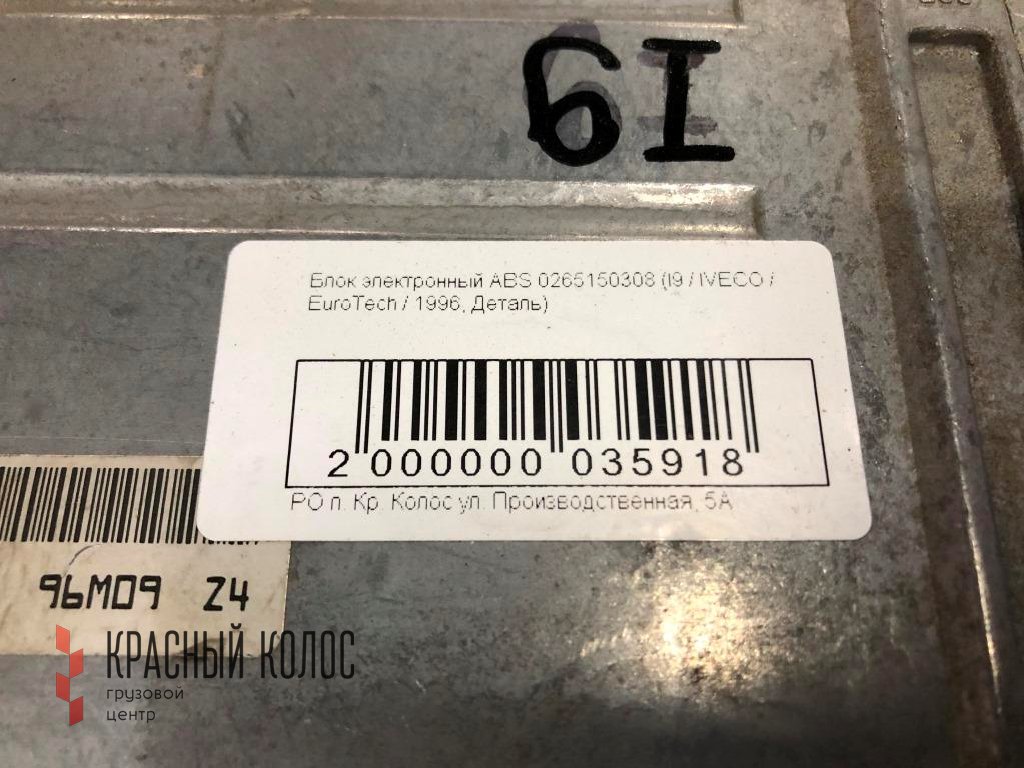 I9
Блок электронный ABS 0265150308 (I9 / IVECO /
EuroTech / 1996, Деталь)
2 000000 035918
РО п. Кр. Колос ул. Производственная, 5А
96M09 Z4
КРАСНЫЙ КОЛОС
грузовой
центр